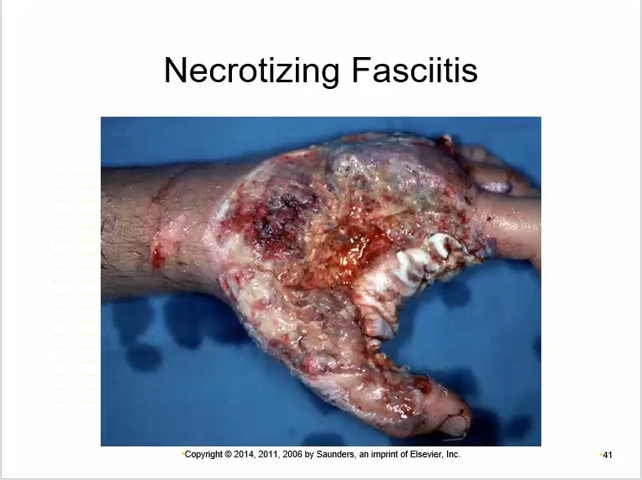 Necrotizing Fasciitis
•Copyright © 2014, 2011, 2006 by Saunders, an imprint of Elsevier, Inc.
•41